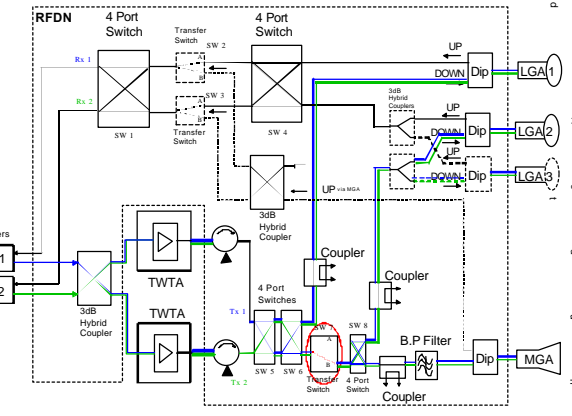 RFDN
4 Port
Switch
Transfer
Switch
SW 2
4 Port
Switch
UP
DOWN
Dip
LGA 1
Rx 1
A
B
3dB
Hybrid
Couplers
SW 3
Rx 2
A
B
UP
DOWN
Dip
LGA 2
SW 1
Transfer
Switch
SW 4
UP
DOWN
Dip
LGA 3
UP via MGA
3dB
Hybrid
Coupler
ers
1
2
3dB
Hybrid
Coupler
TWTA
TWTA
Coupler
Coupler
4 Port
Switches
Tx 1
SW 7
SW 8
A
B
B.P Filter
Dip
MGA
SW 5
SW 6
Tx 2
Transfer
Switch
4 Port
Switch
Coupler